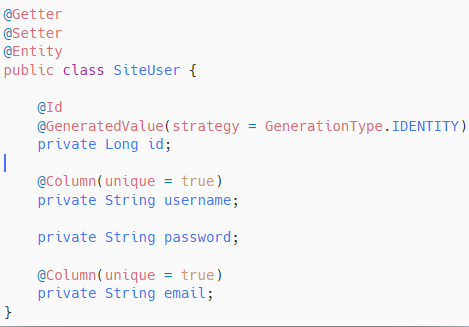 @Getter
@Setter
@Entity
public class SiteUser {
@Id
@GeneratedValue(strategy = GenerationType.IDENTITY)
private Long id;
@Column(unique = true)
private String username;
private String password;
@Column(unique = true)
private String email;
}